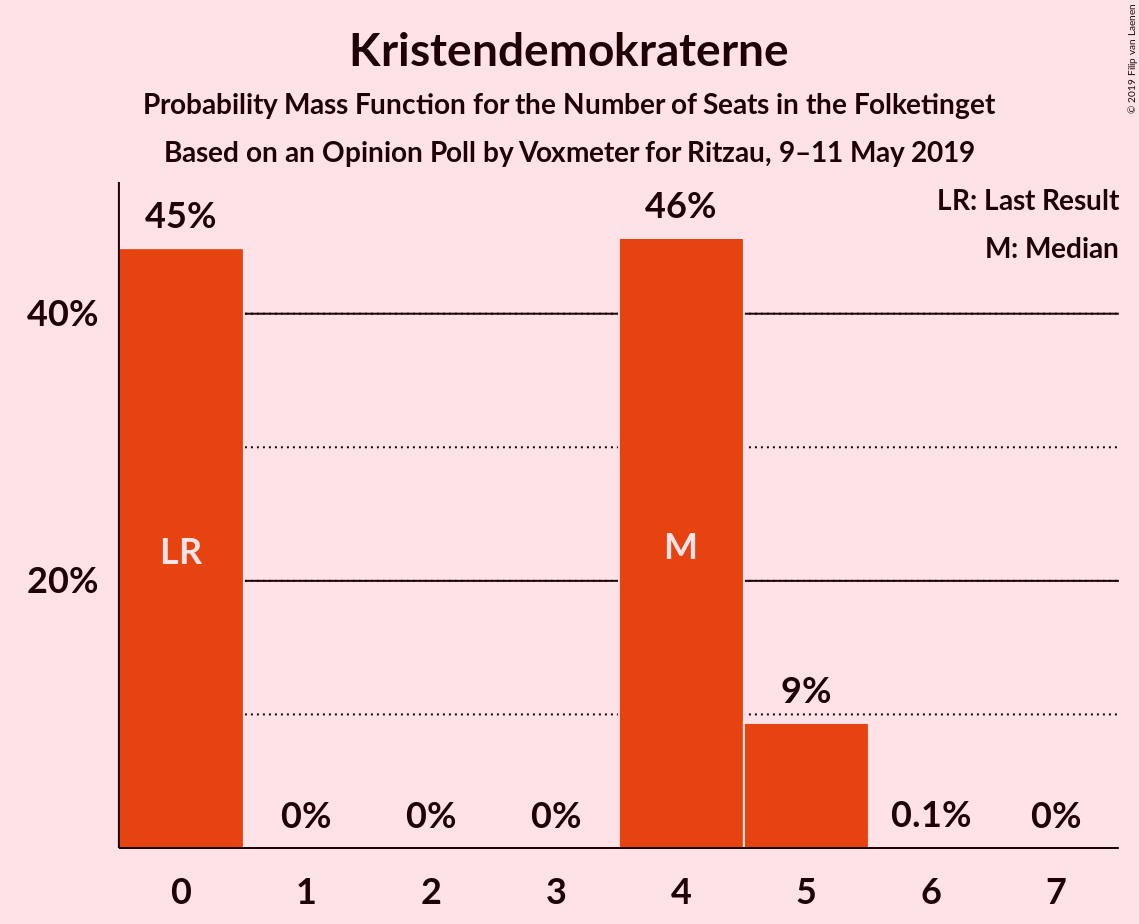 Kristendemokraterne
Probability Mass Function for the Number of Seats in the Folketinget
Based on an Opinion Poll by Voxmeter for Ritzau, 9–11 May 2019
© 2019 Filip van Laenen
LR: Last Result
M: Median
45%
46%
40%
LR
M
20%
9%
0%
0%
0%
0.1%
0%
0
1
2
3
4
5
6
7